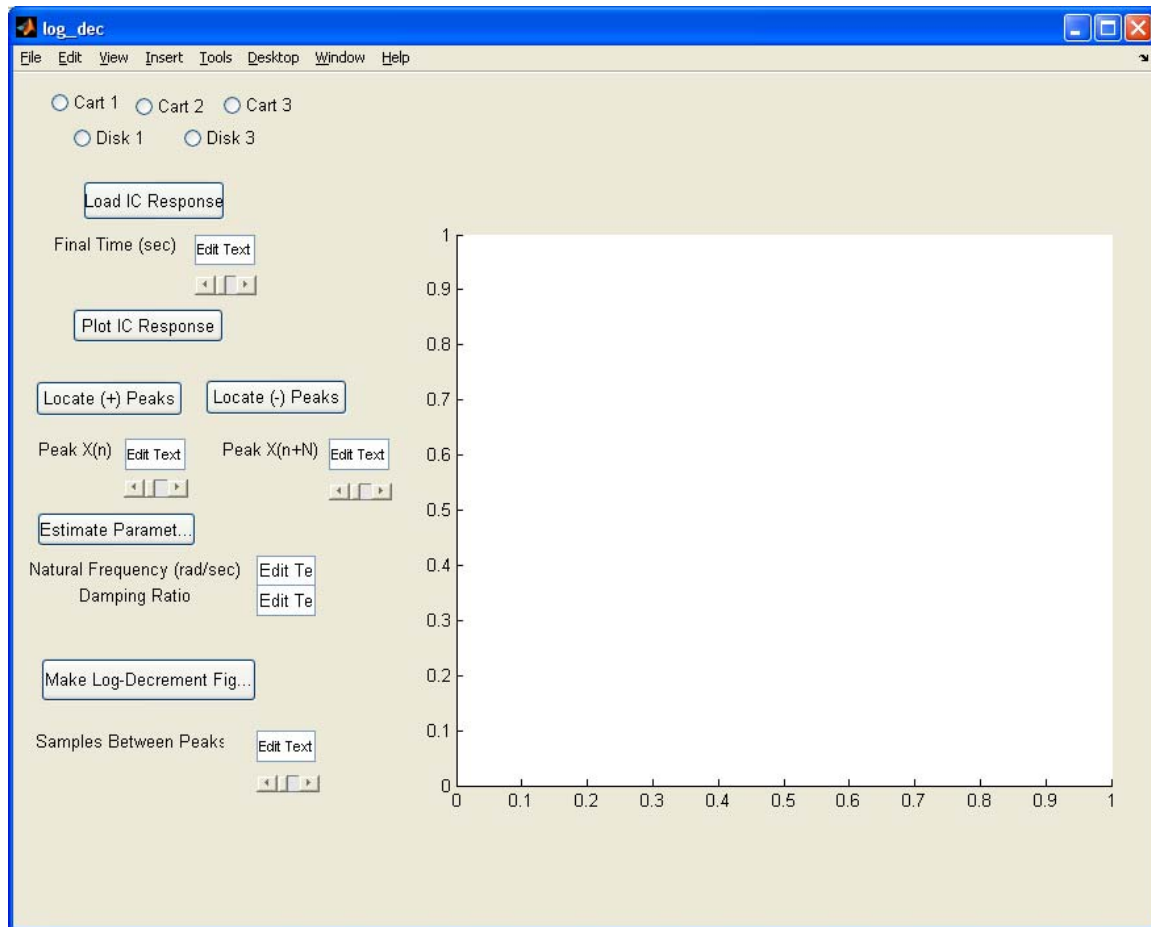 log_dec
File Edit View Insert Tools Desktop Window Help
Cart 1 Cart 2 Cart 3
Disk 1 Disk 3
Load IC Response
Final Time (sec) Edit Text
Plot IC Response
Locate (+) Peaks Locate (-) Peaks
Peak X(n) Edit Text Peak X(n+N) Edit Text
Estimate Paramet...
Natural Frequency (rad/sec) Edit Te
Damping Ratio Edit Te
Make Log-Decrement Fig...
Samples Between Peaks Edit Text
1
0.9
0.8
0.7
0.6
0.5
0.4
0.3
0.2
0.1
0
0 0.1 0.2 0.3 0.4 0.5 0.6 0.7 0.8 0.9 1